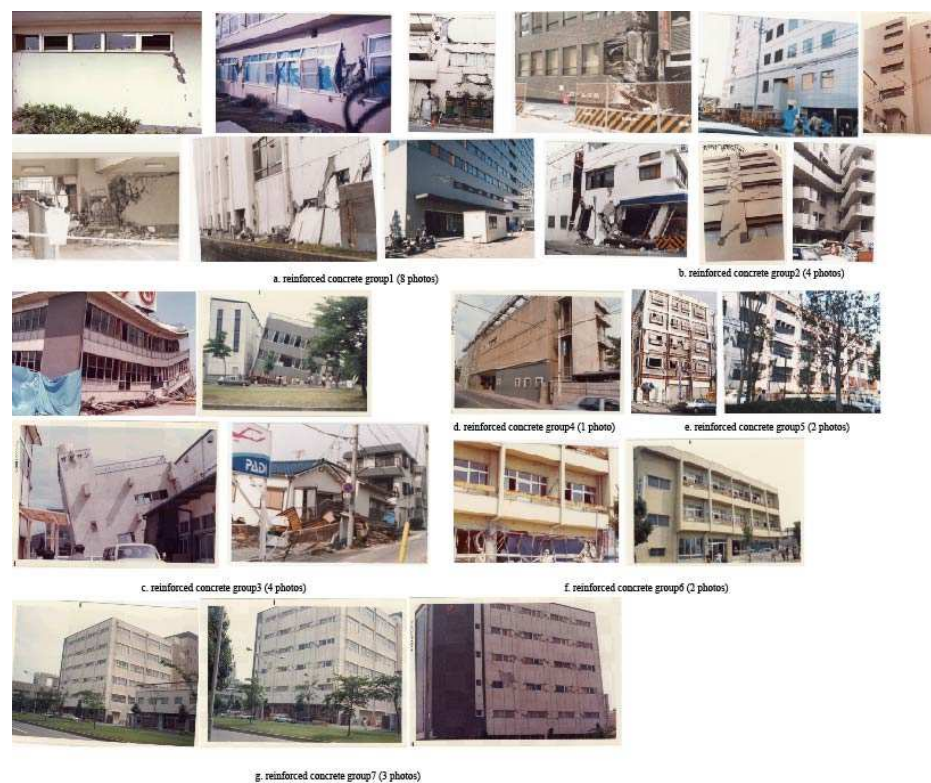 a. reinforced concrete group1 (8 photos)
b. reinforced concrete group2 (4 photos)
PADI
d. reinforced concrete group4 (1 photo)
e. reinforced concrete group5 (2 photos)
c. reinforced concrete group3 (4 photos)
f. reinforced concrete group6 (2 photos)
g. reinforced concrete group7 (3 photos)